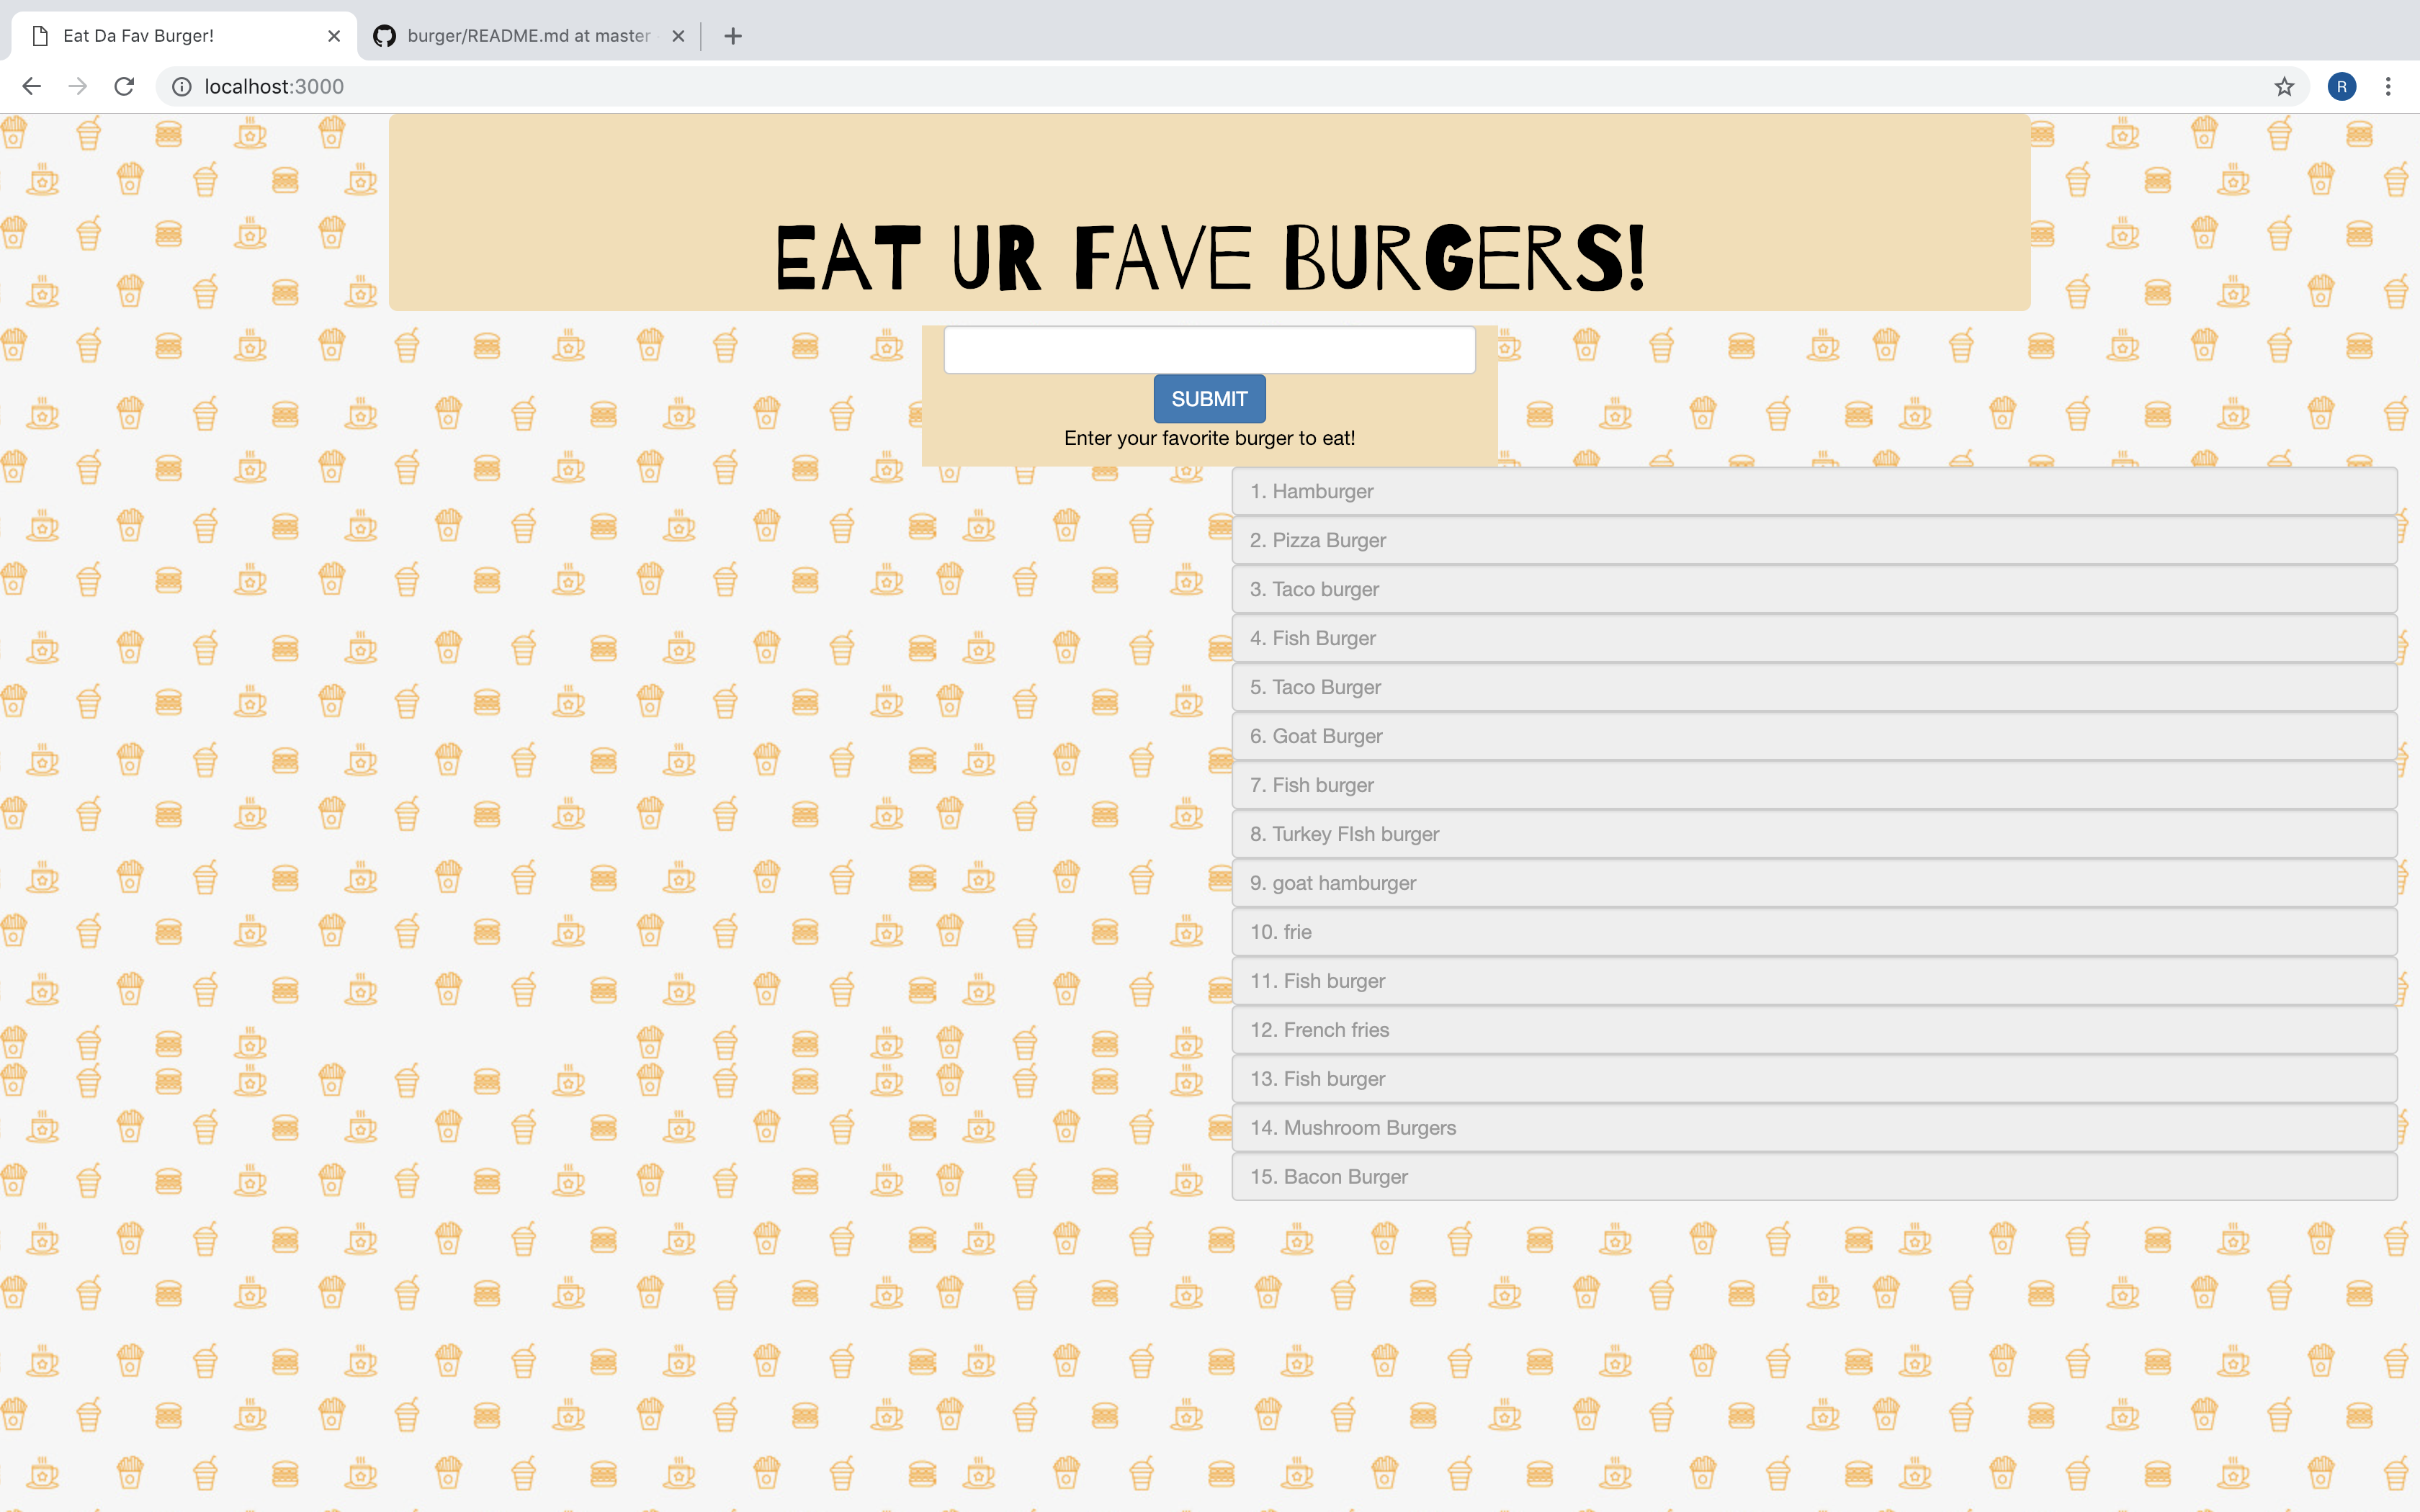 Eat Da Fav Burger!
burger/README.md at master
localhost:3000
R
EAT UR FAVE BURGERS!
SUBMIT
Enter your favorite burger to eat!
1. Hamburger
2. Pizza Burger
3. Taco burger
4. Fish Burger
5. Taco Burger
6. Goat Burger
7. Fish burger
8. Turkey FIsh burger
9. goat hamburger
10. frie
11. Fish burger
12. French fries
13. Fish burger
14. Mushroom Burgers
15. Bacon Burger